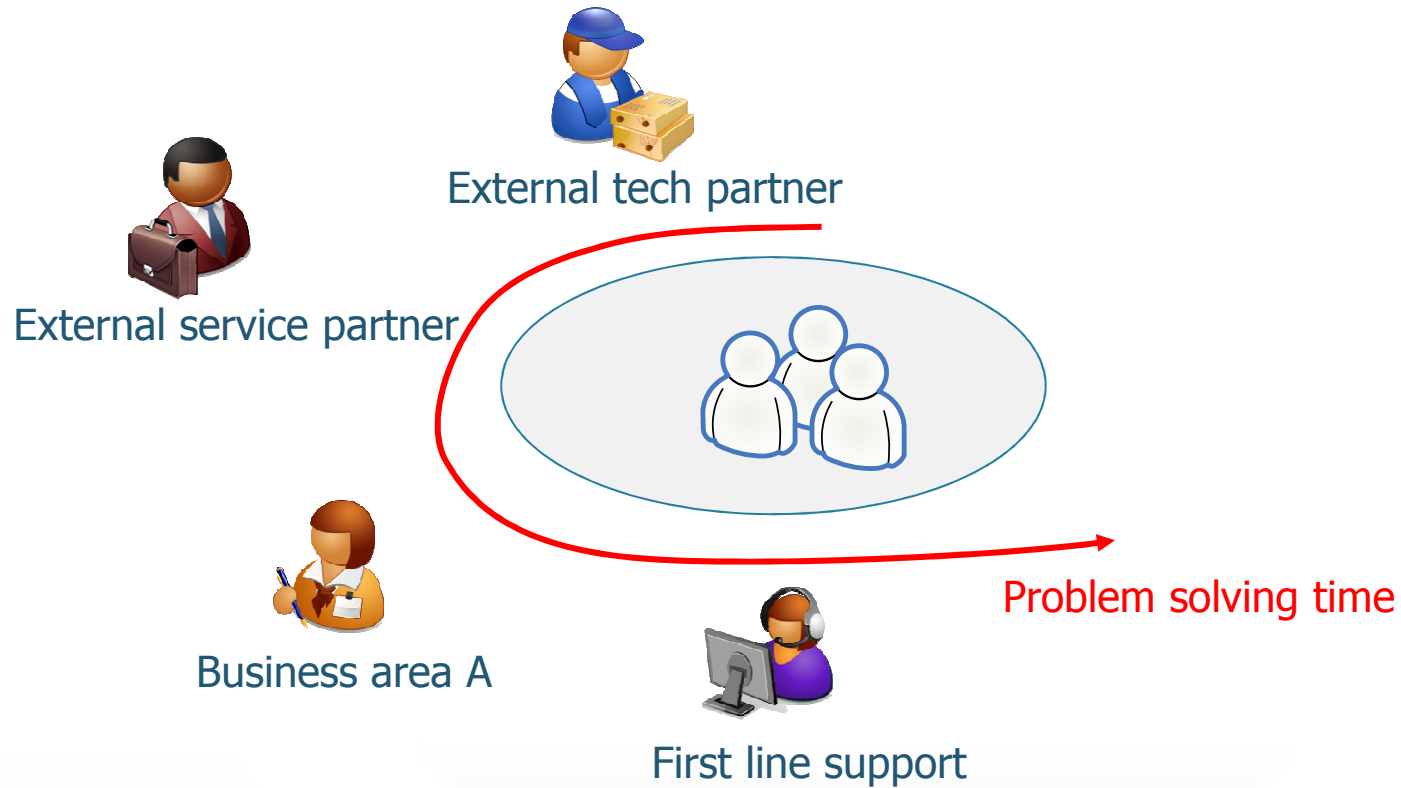 External tech partner
External service partner
Business area A
Problem solving time
First line support